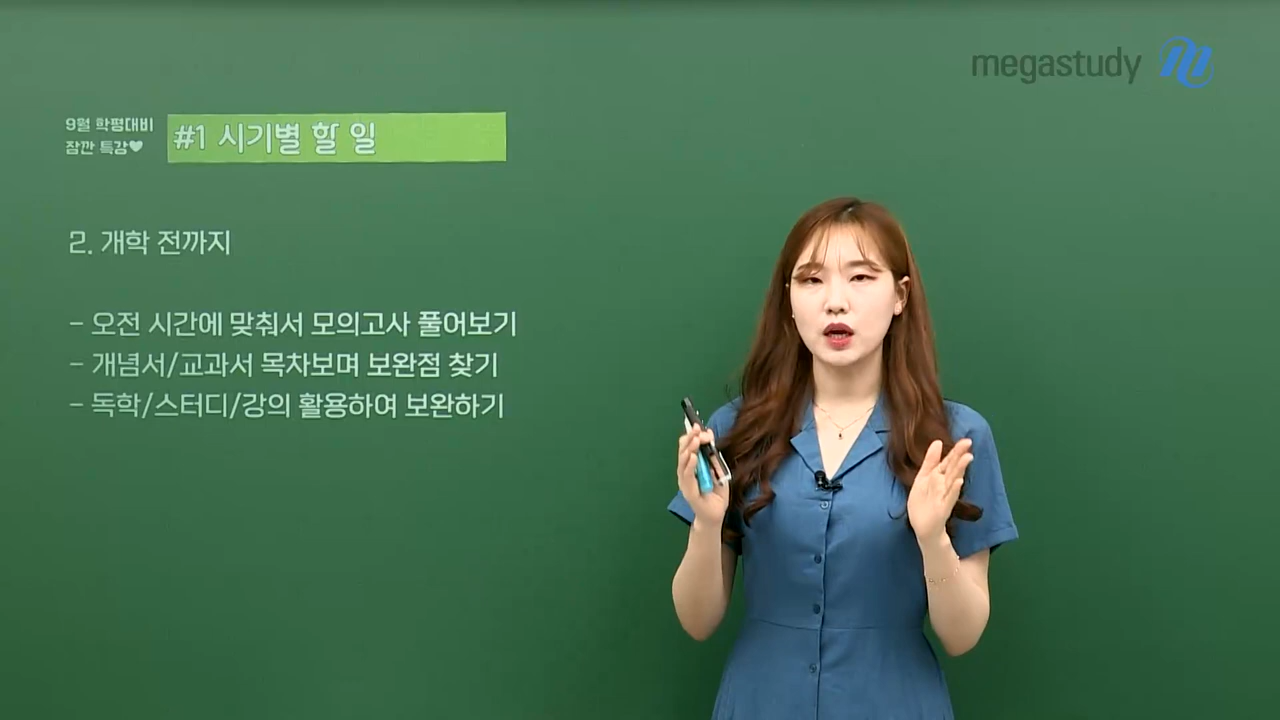 megastudy
9월 학평대비
잠깐 특강♥
#1 시기별 할 일
2. 개학 전까지
- 오전 시간에 맞춰서 모의고사 풀어보기
- 개념서/교과서 목차보며 보완점 찾기
- 독학/스터디/강의 활용하여 보완하기